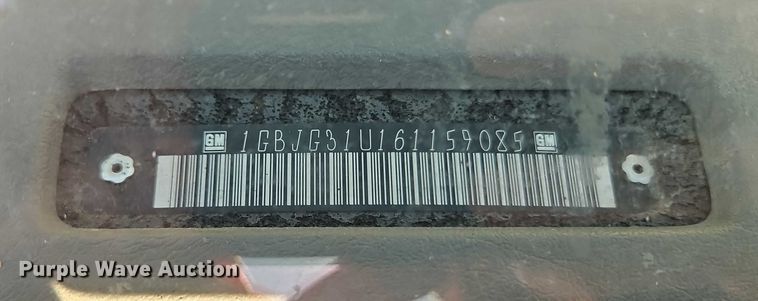 GM 1GBJG31U161159085 GM
Purple Wave Auction